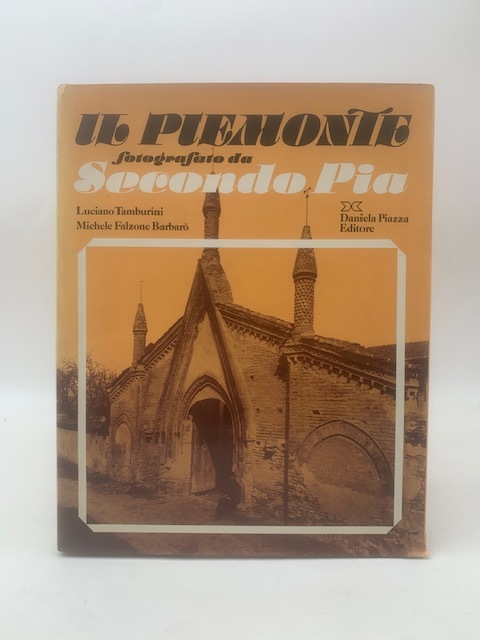 IL PIEMONTE
fotografato da
Secondo Pia
Luciano Tamburini
Michele Falzone Barbarò
Daniela Piazza
Editore